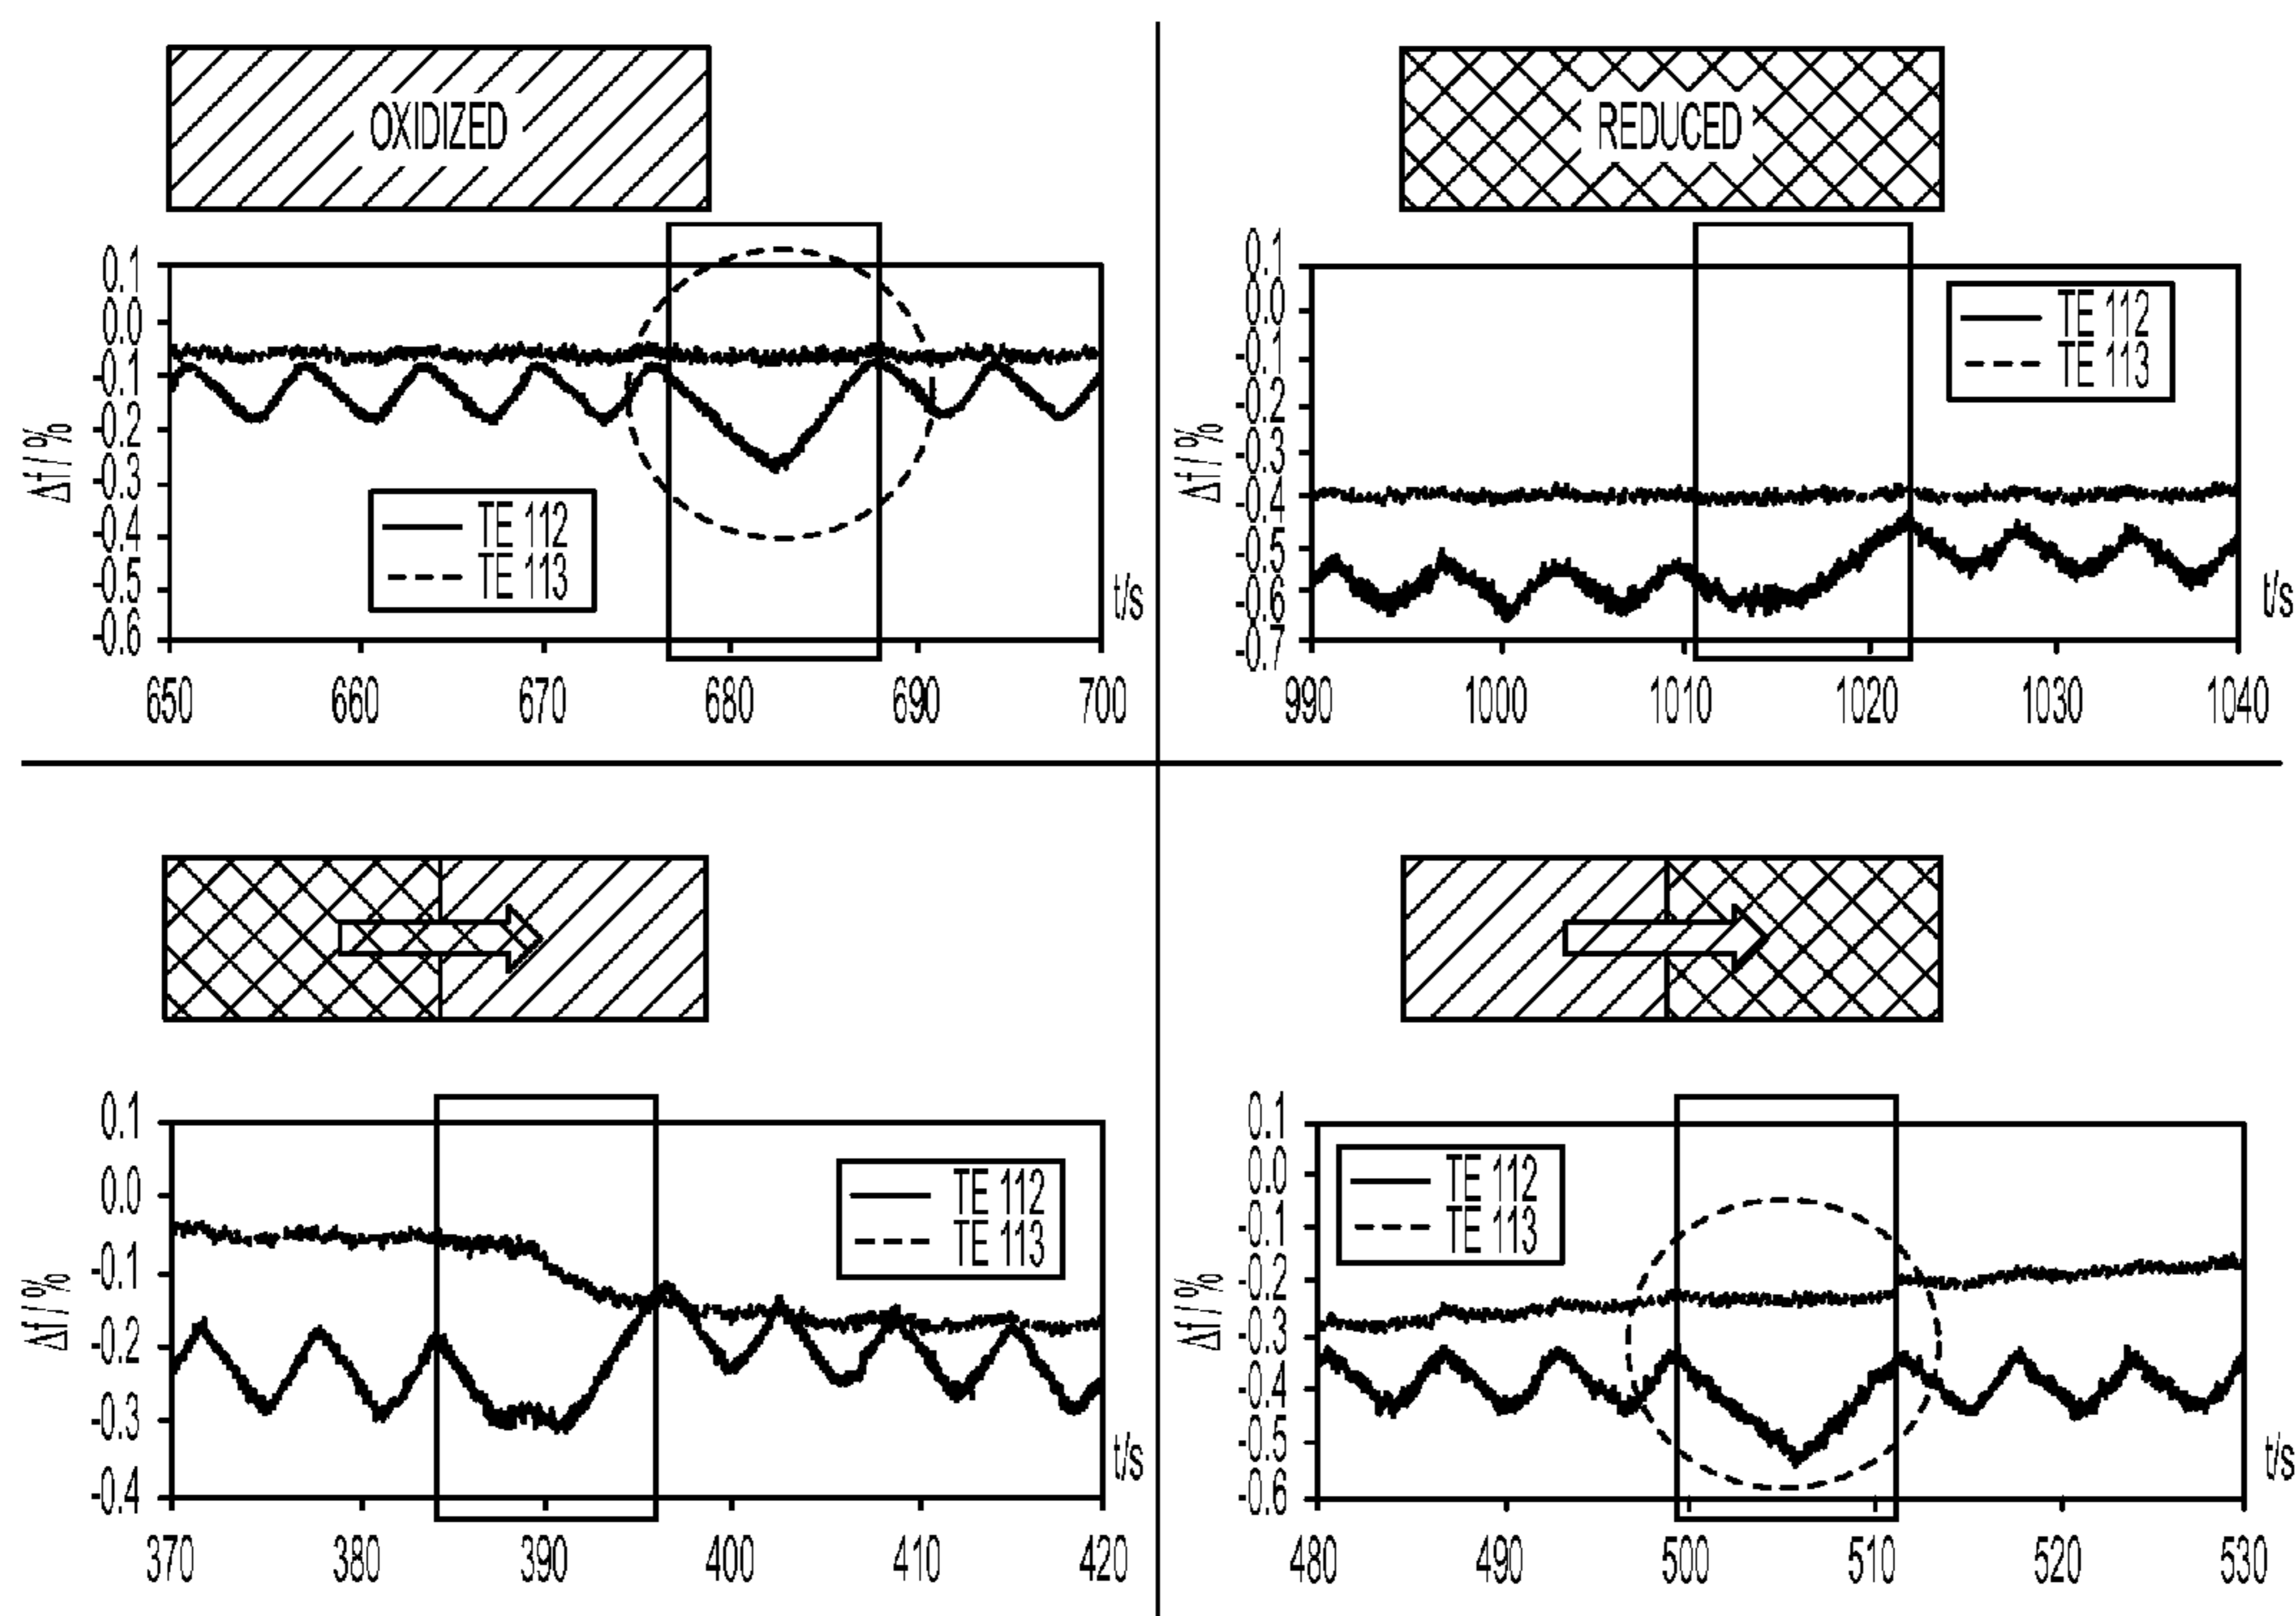 OXIDIZED
0.1
0.0
-0.1
-0.2
-0.3
-0.4
-0.5
-0.6
Δf / %
TE 112
TE 113
t/s
650 660 670 680 690 700
REDUCED
0.1
0.0
-0.1
-0.2
-0.3
-0.4
-0.5
-0.6
-0.7
Δf / %
TE 112
TE 113
t/s
990 1000 1010 1020 1030 1040
0.1
0.0
-0.1
-0.2
-0.3
-0.4
Δf / %
TE 112
TE 113
t/s
370 380 390 400 410 420
0.1
0.0
-0.1
-0.2
-0.3
-0.4
-0.5
-0.6
Δf / %
TE 112
TE 113
t/s
480 490 500 510 520 530